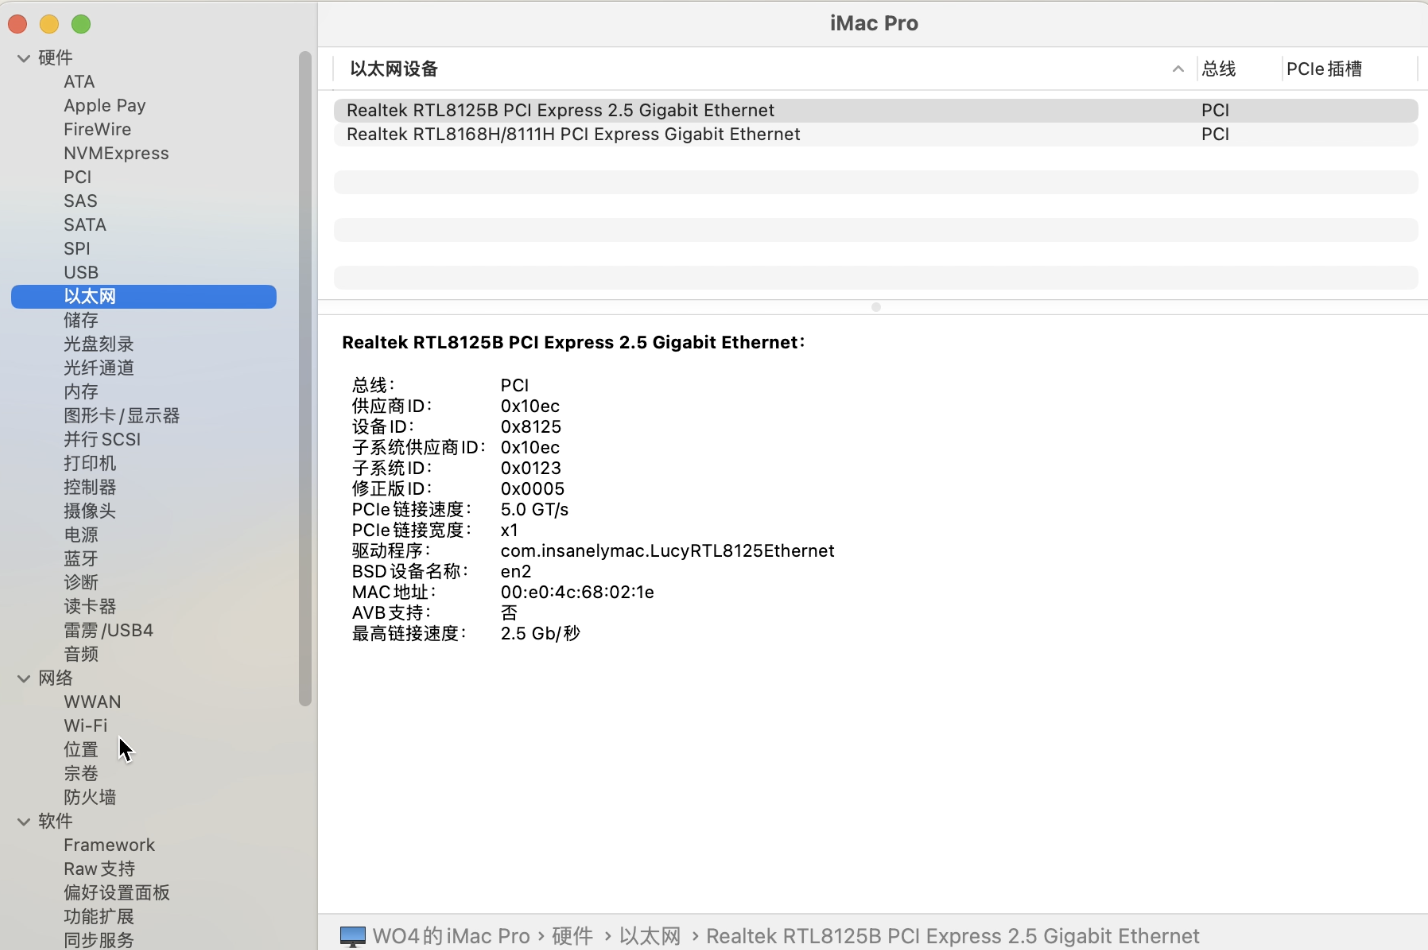 iMac Pro
硬件
ATA
Apple Pay
FireWire
NVMExpress
PCI
SAS
SATA
SPI
USB
以太网
储存
光盘刻录
光纤通道
内存
图形卡/显示器
并行SCSI
打印机
控制器
摄像头
电源
蓝牙
诊断
读卡器
雷雳/USB4
音频
网络
WWAN
Wi-Fi
位置
宗卷
防火墙
软件
Framework
Raw支持
偏好设置面板
功能扩展
同步服务
以太网设备 总线 PCIe插槽
Realtek RTL8125B PCI Express 2.5 Gigabit Ethernet PCI
Realtek RTL8168H/8111H PCI Express Gigabit Ethernet PCI
Realtek RTL8125B PCI Express 2.5 Gigabit Ethernet：
总线： PCI
供应商ID： 0x10ec
设备ID： 0x8125
子系统供应商ID： 0x10ec
子系统ID： 0x0123
修正版ID： 0x0005
PCIe链接速度： 5.0 GT/s
PCIe链接宽度： x1
驱动程序： com.insanelymac.LucyRTL8125Ethernet
BSD设备名称： en2
MAC地址： 00:e0:4c:68:02:1e
AVB支持： 否
最高链接速度： 2.5 Gb/秒
WO4的iMac Pro › 硬件 › 以太网 › Realtek RTL8125B PCI Express 2.5 Gigabit Ethernet